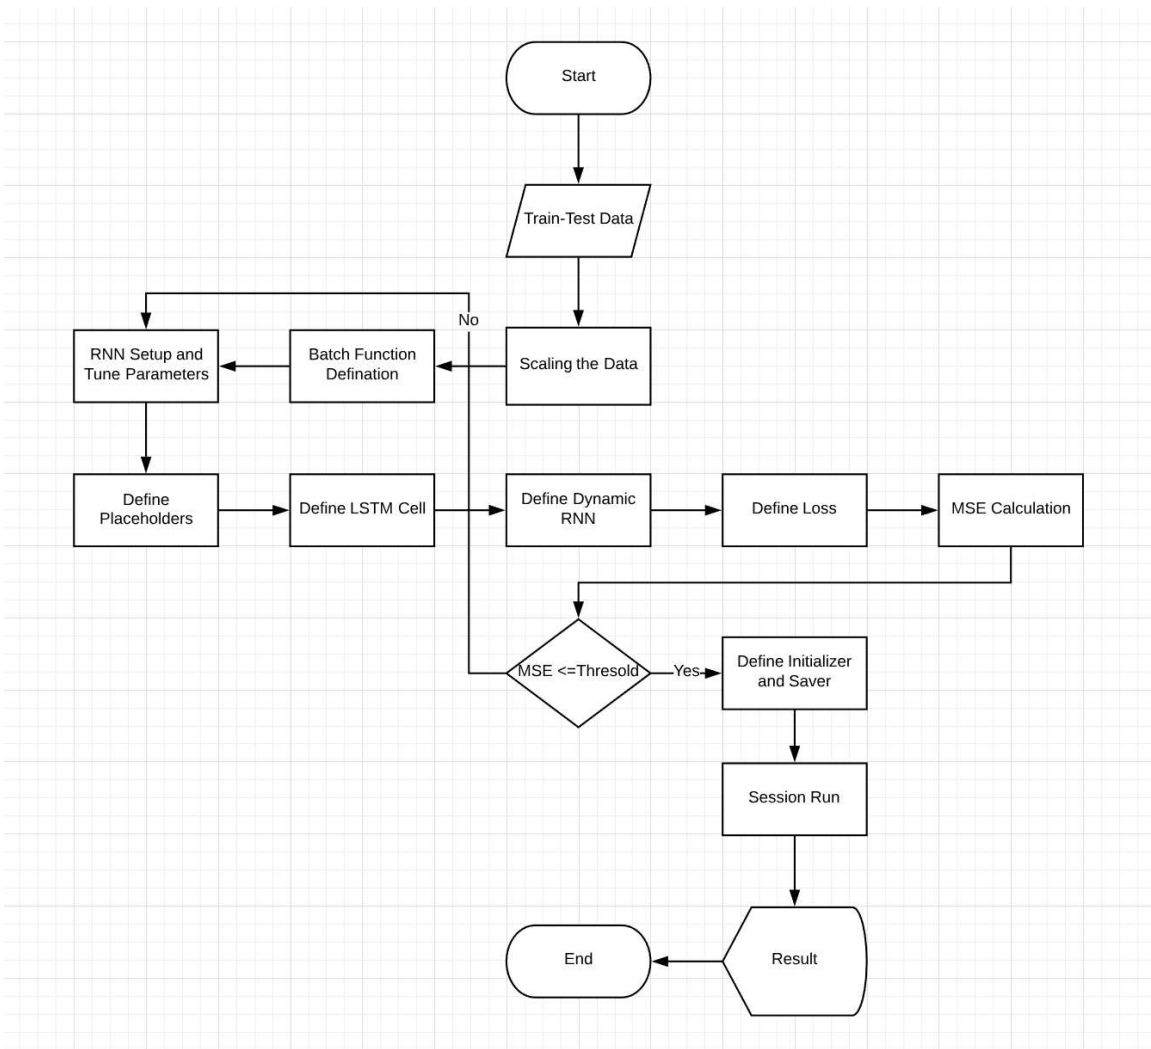 Start
Train-Test Data
No
RNN Setup and
Tune Parameters
Batch Function
Defination
Scaling the Data
Define
Placeholders
Define LSTM Cell
Define Dynamic
RNN
Define Loss
MSE Calculation
MSE <=Thresold
Yes
Define Initializer
and Saver
Session Run
End
Result